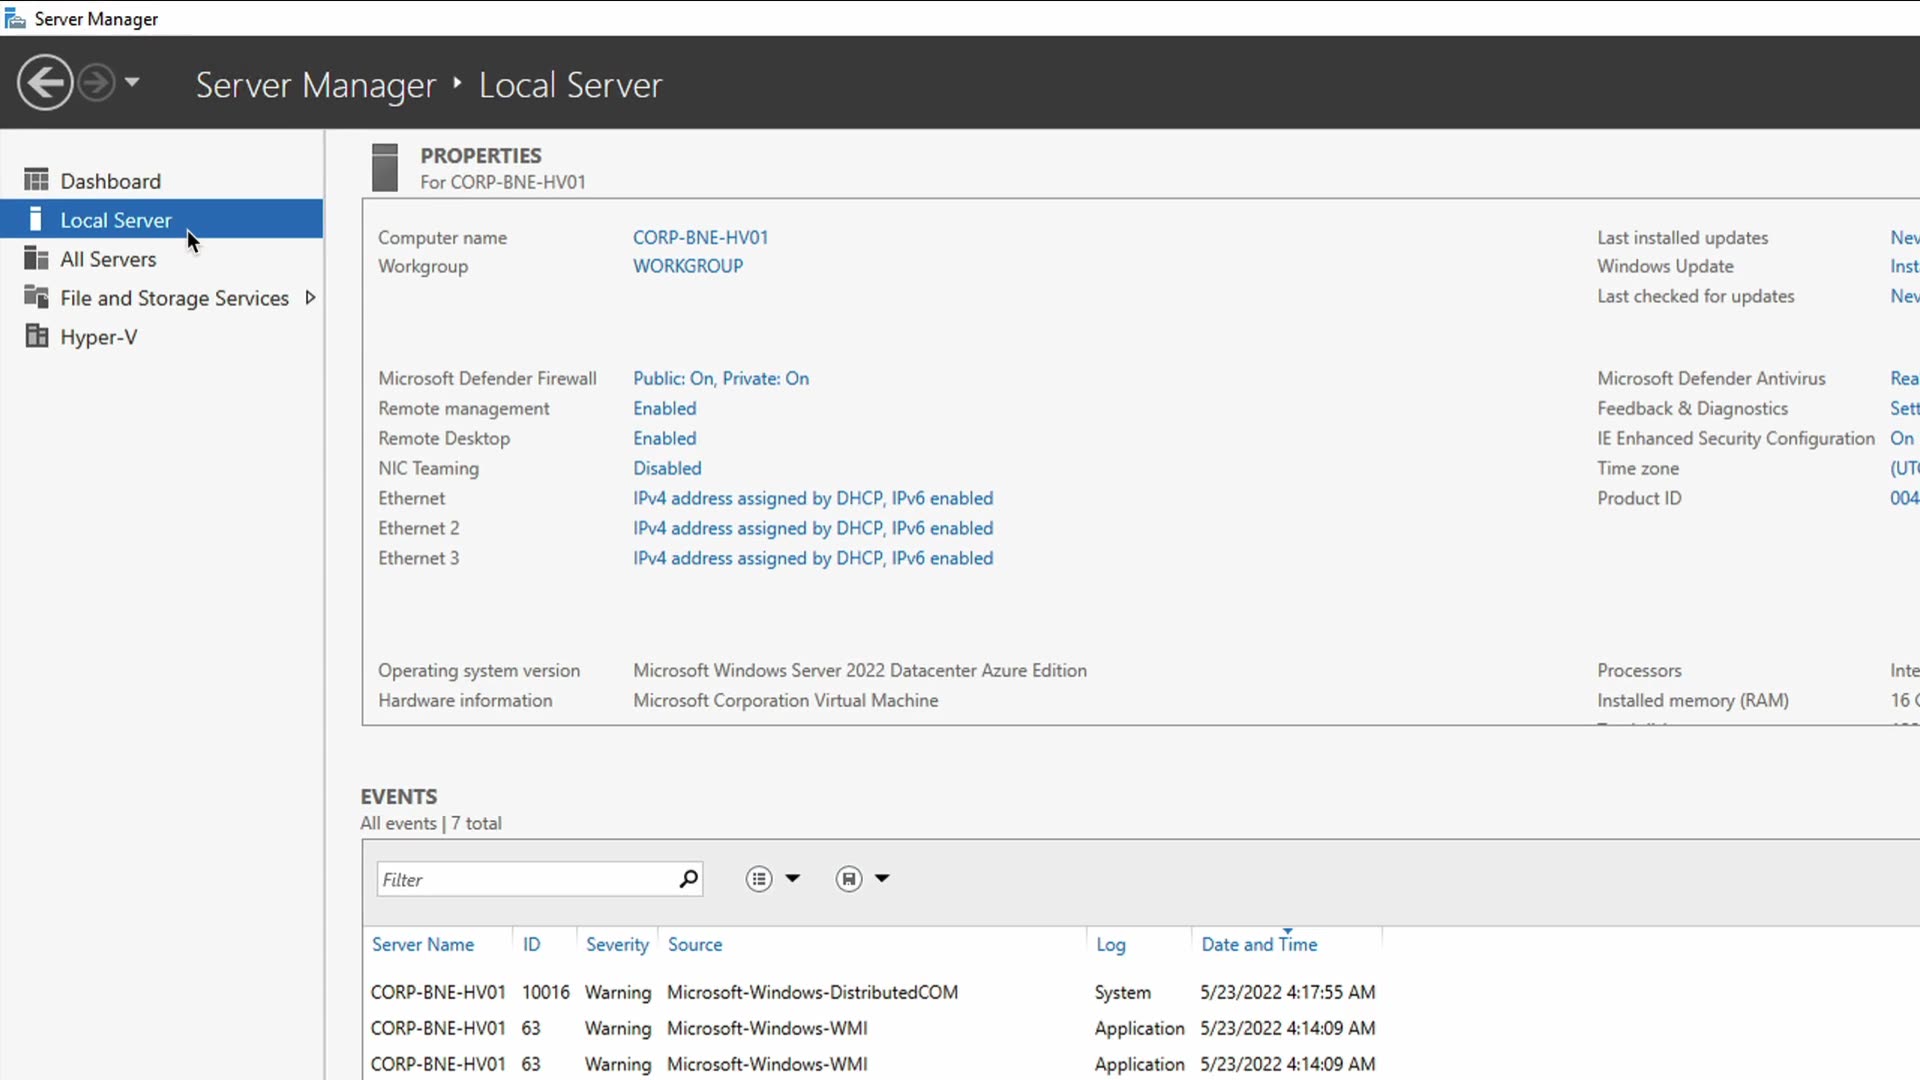 Server Manager
Server Manager ‣ Local Server
Dashboard
Local Server
All Servers
File and Storage Services
Hyper-V
PROPERTIES
For CORP-BNE-HV01
Computer name CORP-BNE-HV01 Last installed updates Nev
Workgroup WORKGROUP Windows Update Inst
Last checked for updates Nev
Microsoft Defender Firewall Public: On, Private: On Microsoft Defender Antivirus Rea
Remote management Enabled Feedback & Diagnostics Sett
Remote Desktop Enabled IE Enhanced Security Configuration On
NIC Teaming Disabled Time zone (UTC
Ethernet IPv4 address assigned by DHCP, IPv6 enabled Product ID 004
Ethernet 2 IPv4 address assigned by DHCP, IPv6 enabled
Ethernet 3 IPv4 address assigned by DHCP, IPv6 enabled
Operating system version Microsoft Windows Server 2022 Datacenter Azure Edition Processors Inte
Hardware information Microsoft Corporation Virtual Machine Installed memory (RAM) 16 G
EVENTS
All events | 7 total
Filter
Server Name ID Severity Source Log Date and Time
CORP-BNE-HV01 10016 Warning Microsoft-Windows-DistributedCOM System 5/23/2022 4:17:55 AM
CORP-BNE-HV01 63 Warning Microsoft-Windows-WMI Application 5/23/2022 4:14:09 AM
CORP-BNE-HV01 63 Warning Microsoft-Windows-WMI Application 5/23/2022 4:14:09 AM